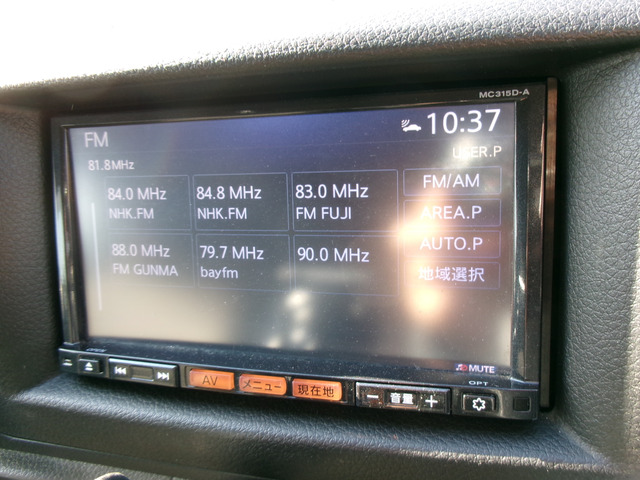 MC315D-A
FM
10:37
81.8MHz
USER.P
84.0 MHz
NHK.FM
84.8 MHz
NHK.FM
83.0 MHz
FM FUJI
FM/AM
AREA.P
88.0 MHz
FM GUNMA
79.7 MHz
bayfm
90.0 MHz
AUTO.P
地域選択
MUTE
OPT
AV
メニュー
現在地
音量